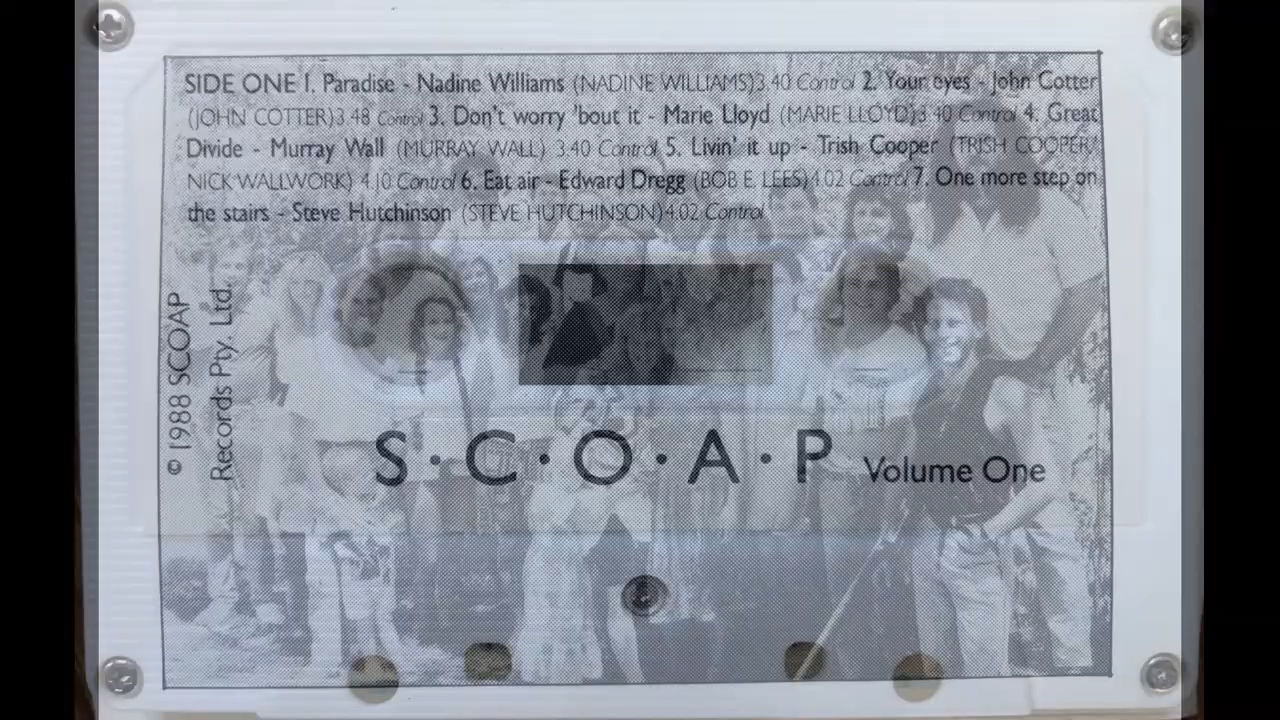 SIDE ONE 1. Paradise - Nadine Williams (NADINE WILLIAMS)3.40 Control 2. Your eyes - John Cotter
(JOHN COTTER)3.48 Control 3. Don't worry 'bout it - Marie Lloyd (MARIE LLOYD)3.40 Control 4. Great
Divide - Murray Wall (MURRAY WALL) 3.40 Control 5. Livin' it up - Trish Cooper (TRISH COOPER/
NICK WALLWORK) 4.10 Control 6. Eat air - Edward Dregg (BOB E. LEES)4.02 Control 7. One more step on
the stairs - Steve Hutchinson (STEVE HUTCHINSON)4.02 Control
© 1988 SCOAP
Records Pty. Ltd.
S·C·O·A·P Volume One